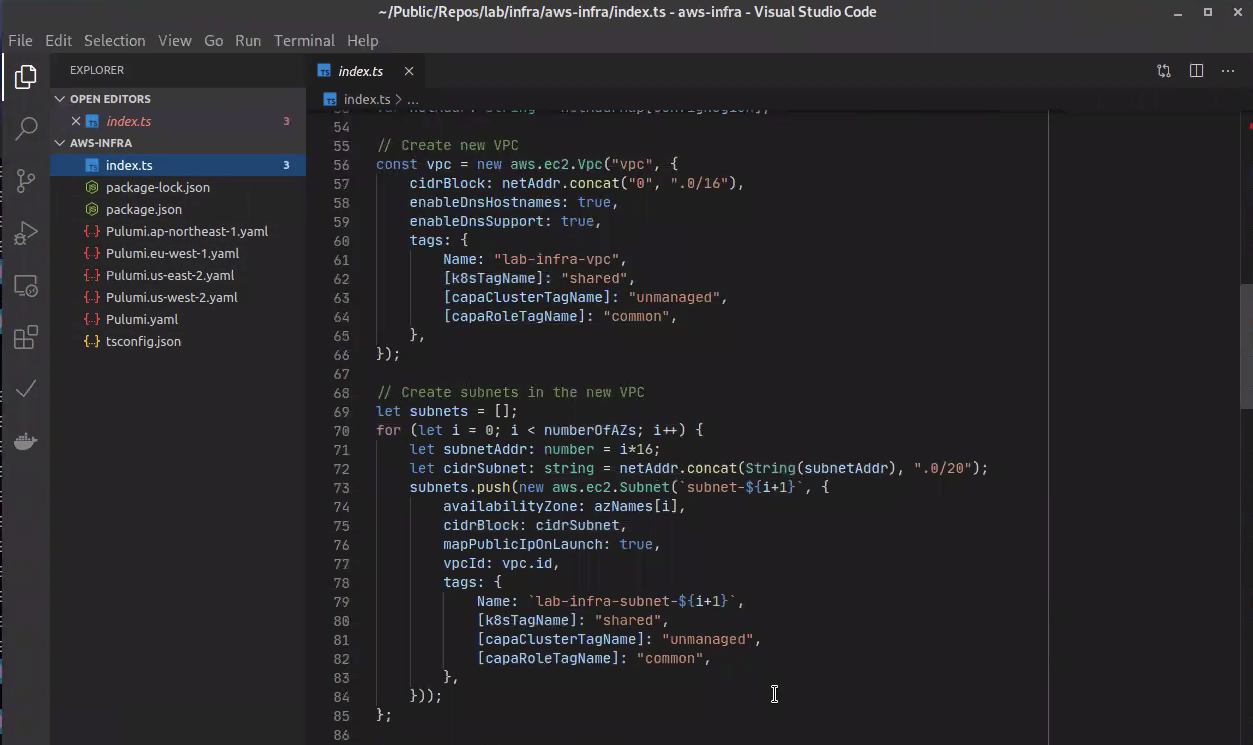 ~/Public/Repos/lab/infra/aws-infra/index.ts - aws-infra - Visual Studio Code
File Edit Selection View Go Run Terminal Help
EXPLORER
OPEN EDITORS
index.ts 3
AWS-INFRA
index.ts 3
package-lock.json
package.json
Pulumi.ap-northeast-1.yaml
Pulumi.eu-west-1.yaml
Pulumi.us-east-2.yaml
Pulumi.us-west-2.yaml
Pulumi.yaml
tsconfig.json
index.ts
index.ts > ...
54
55 // Create new VPC
56 const vpc = new aws.ec2.Vpc("vpc", {
57 cidrBlock: netAddr.concat("0", ".0/16"),
58 enableDnsHostnames: true,
59 enableDnsSupport: true,
60 tags: {
61 Name: "lab-infra-vpc",
62 [k8sTagName]: "shared",
63 [capaClusterTagName]: "unmanaged",
64 [capaRoleTagName]: "common",
65 },
66 });
67
68 // Create subnets in the new VPC
69 let subnets = [];
70 for (let i = 0; i < numberOfAZs; i++) {
71 let subnetAddr: number = i*16;
72 let cidrSubnet: string = netAddr.concat(String(subnetAddr), ".0/20");
73 subnets.push(new aws.ec2.Subnet(`subnet-${i+1}`, {
74 availabilityZone: azNames[i],
75 cidrBlock: cidrSubnet,
76 mapPublicIpOnLaunch: true,
77 vpcId: vpc.id,
78 tags: {
79 Name: `lab-infra-subnet-${i+1}`,
80 [k8sTagName]: "shared",
81 [capaClusterTagName]: "unmanaged",
82 [capaRoleTagName]: "common",
83 },
84 }));
85 };
86